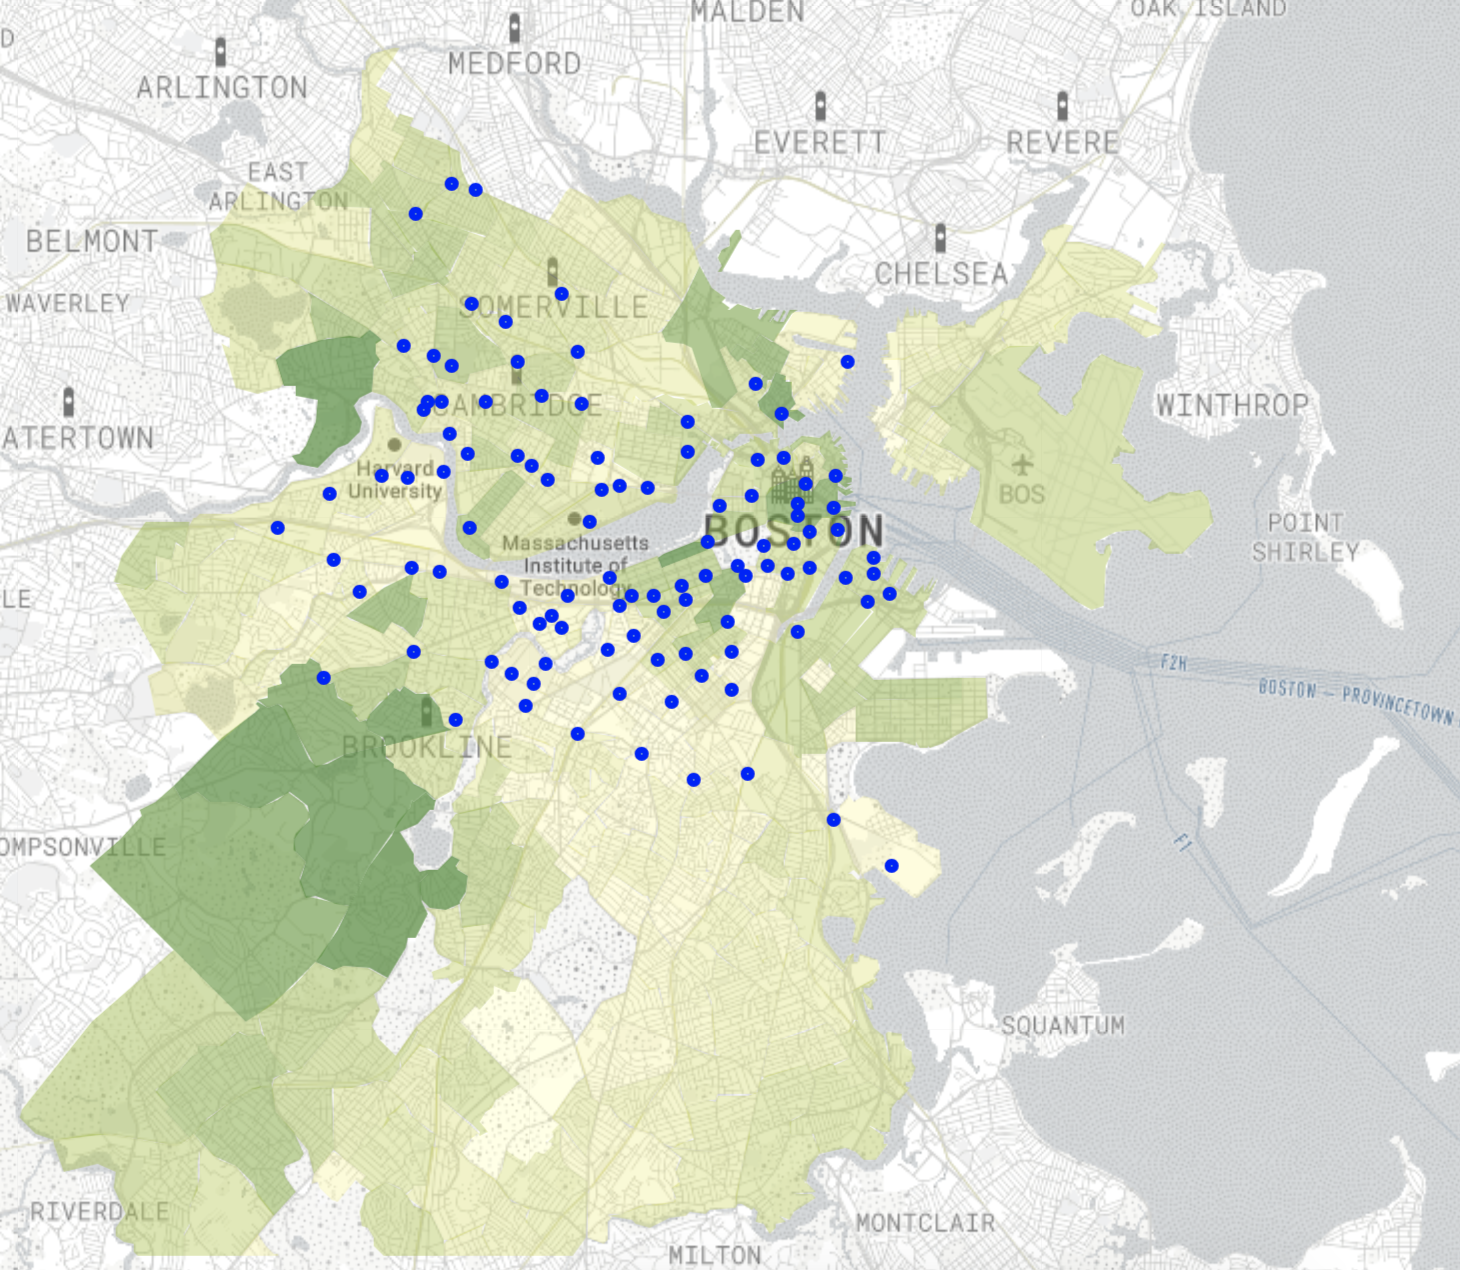 MALDEN
OAK ISLAND
D
MEDFORD
ARLINGTON
EVERETT
REVERE
EAST
ARLINGTON
BELMONT
CHELSEA
WAVERLEY
SOMERVILLE
WINTHROP
CAMBRIDGE
ATERTOWN
Harvard
University
BOS
BOSTON
POINT
SHIRLEY
Massachusetts
Institute of
Technology
LE
F2H
BOSTON — PROVINCETOWN
BROOKLINE
OMPSONVILLE
F1
SQUANTUM
RIVERDALE
MONTCLAIR
MILTON